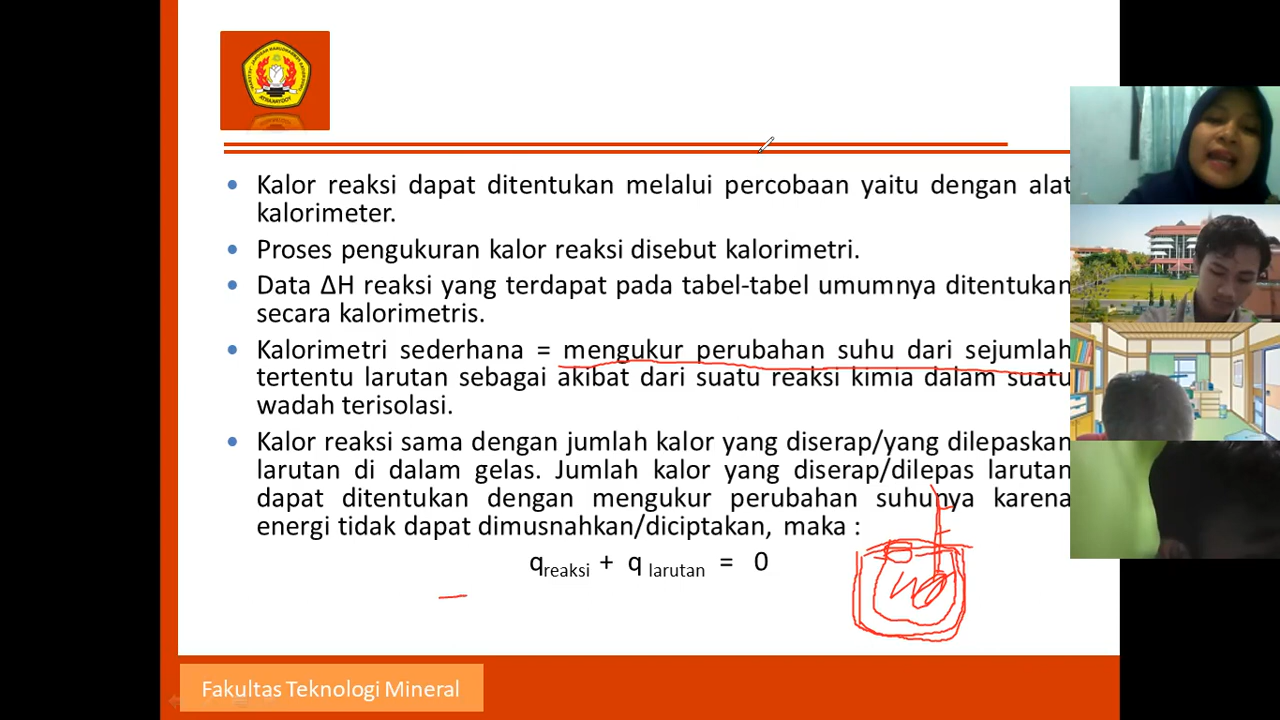 Kalor reaksi dapat ditentukan melalui percobaan yaitu dengan alat
kalorimeter.
Proses pengukuran kalor reaksi disebut kalorimetri.
Data ΔH reaksi yang terdapat pada tabel-tabel umumnya ditentukan
secara kalorimetris.
Kalorimetri sederhana = mengukur perubahan suhu dari sejumlah
tertentu larutan sebagai akibat dari suatu reaksi kimia dalam suatu
wadah terisolasi.
Kalor reaksi sama dengan jumlah kalor yang diserap/yang dilepaskan
larutan di dalam gelas. Jumlah kalor yang diserap/dilepas larutan
dapat ditentukan dengan mengukur perubahan suhunya karena
energi tidak dapat dimusnahkan/diciptakan, maka :
qreaksi + q larutan = 0
Fakultas Teknologi Mineral